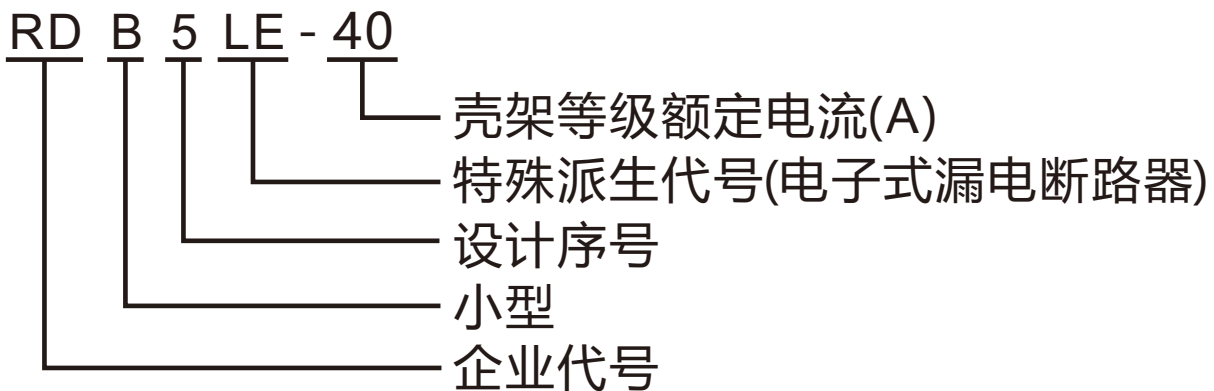 RD B 5 LE - 40
壳架等级额定电流(A)
特殊派生代号(电子式漏电断路器)
设计序号
小型
企业代号